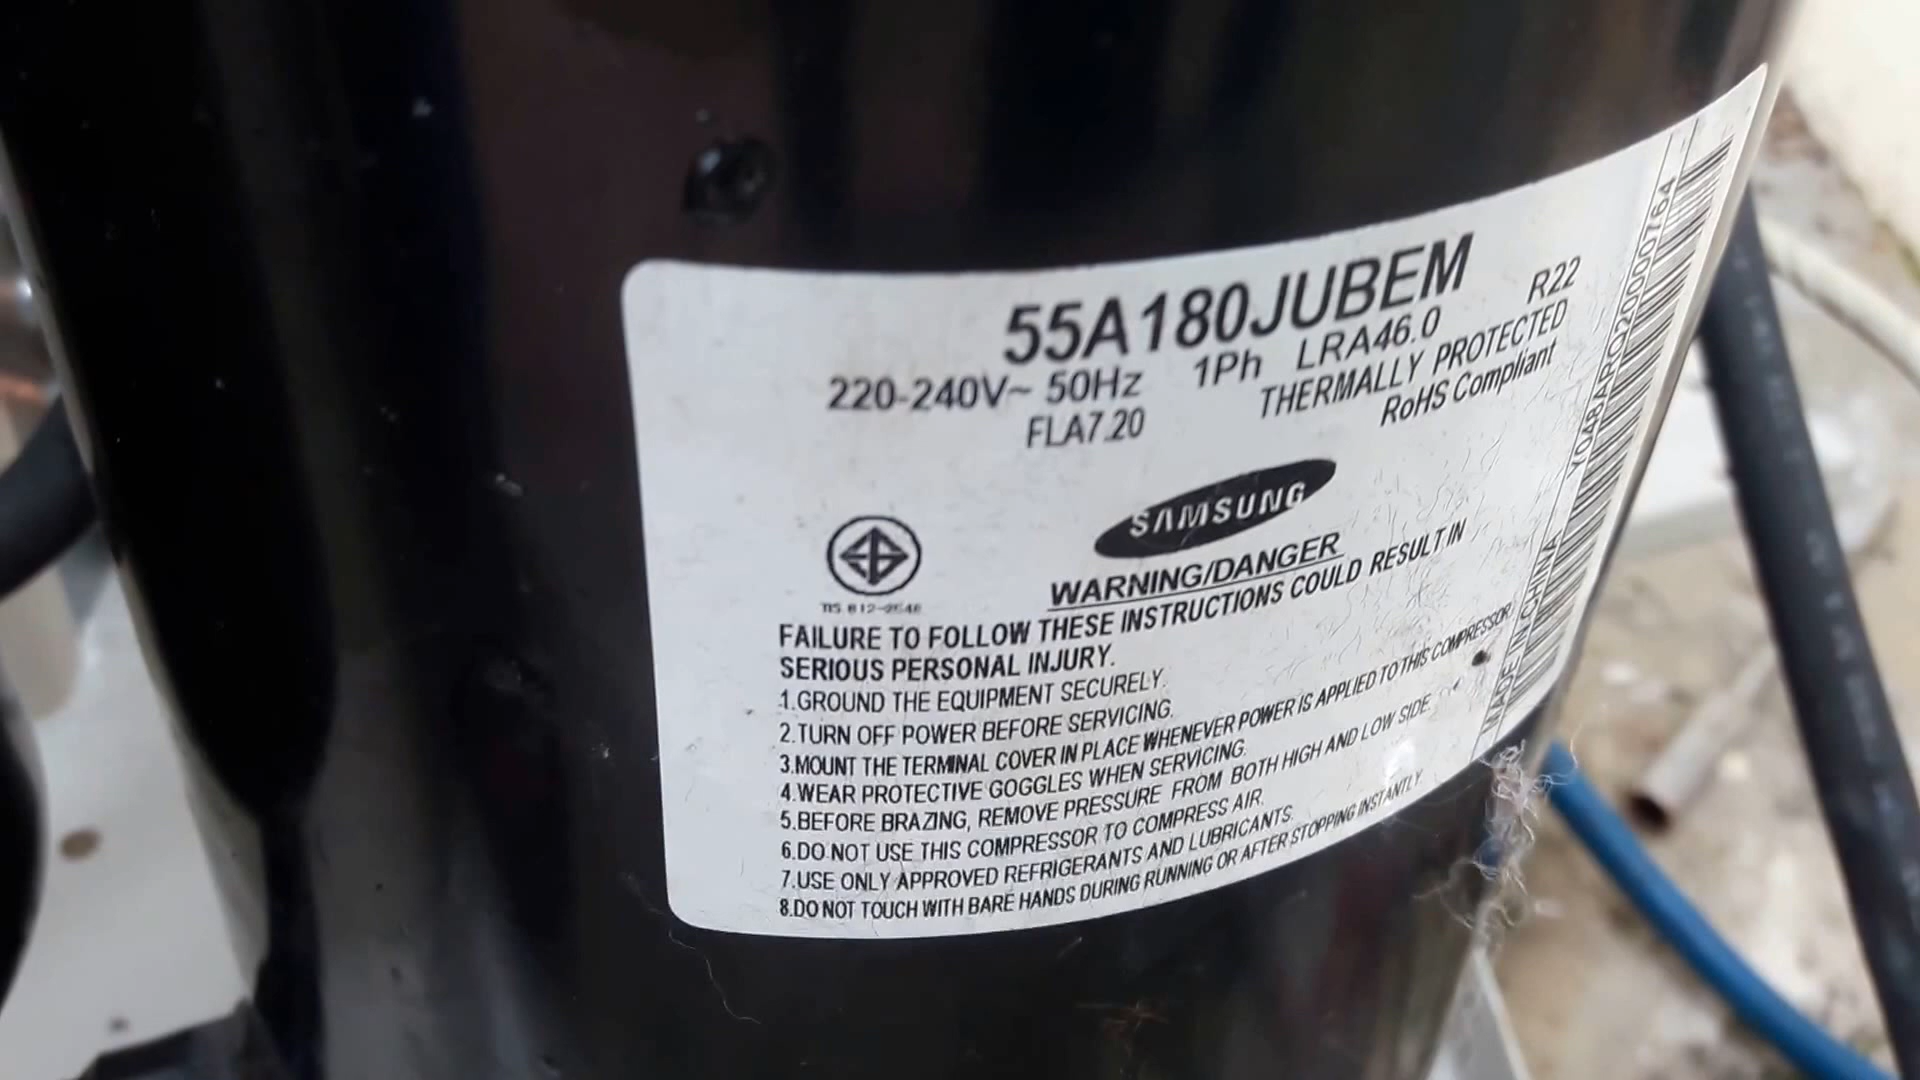 55A180JUBEM
R22
220-240V~ 50Hz 1Ph LRA46.0
FLA7.20 THERMALLY PROTECTED
RoHS Compliant
SAMSUNG
WARNING/DANGER
FAILURE TO FOLLOW THESE INSTRUCTIONS COULD RESULT IN
SERIOUS PERSONAL INJURY.
1.GROUND THE EQUIPMENT SECURELY.
2.TURN OFF POWER BEFORE SERVICING.
3.MOUNT THE TERMINAL COVER IN PLACE WHENEVER POWER IS APPLIED TO THIS COMPRESSOR.
4.WEAR PROTECTIVE GOGGLES WHEN SERVICING.
5.BEFORE BRAZING, REMOVE PRESSURE FROM BOTH HIGH AND LOW SIDE.
6.DO NOT USE THIS COMPRESSOR TO COMPRESS AIR.
7.USE ONLY APPROVED REFRIGERANTS AND LUBRICANTS.
8.DO NOT TOUCH WITH BARE HANDS DURING RUNNING OR AFTER STOPPING INSTANTLY.
MADE IN CHINA